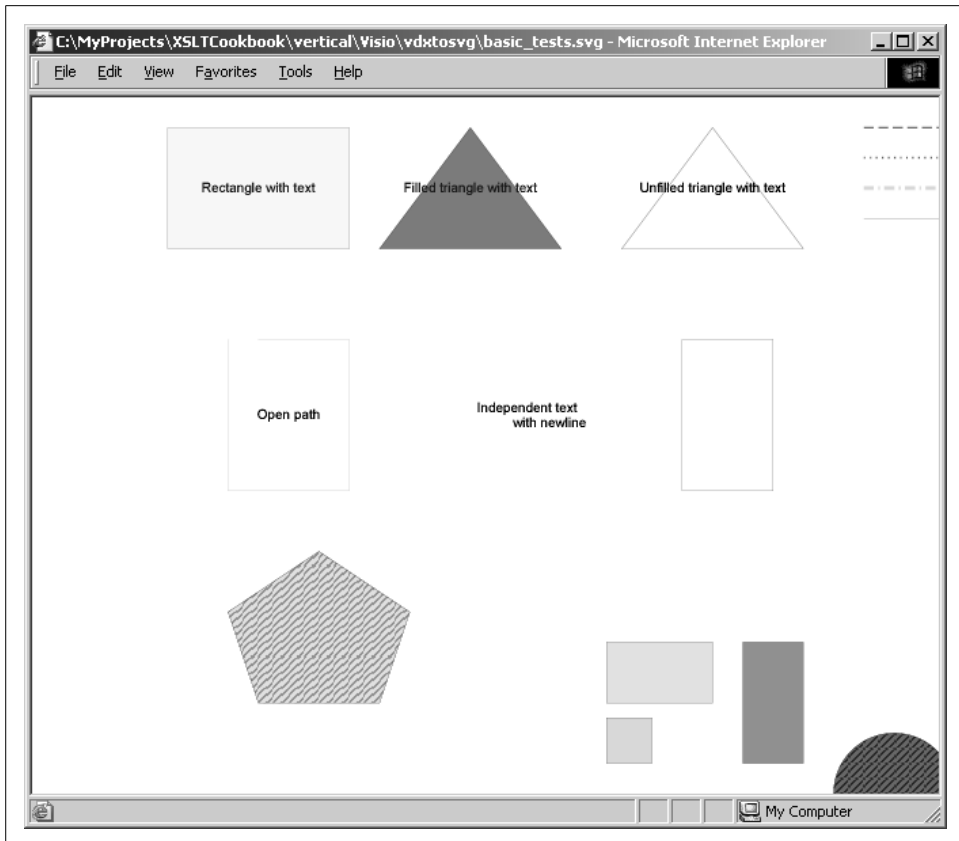 C:\MyProjects\XSLTCookbook\vertical\Visio\vdxtosvg\basic_tests.svg - Microsoft Internet Explorer
File Edit View Favorites Tools Help
Rectangle with text
Filled triangle with text
Unfilled triangle with text
Open path
Independent text
with newline
My Computer